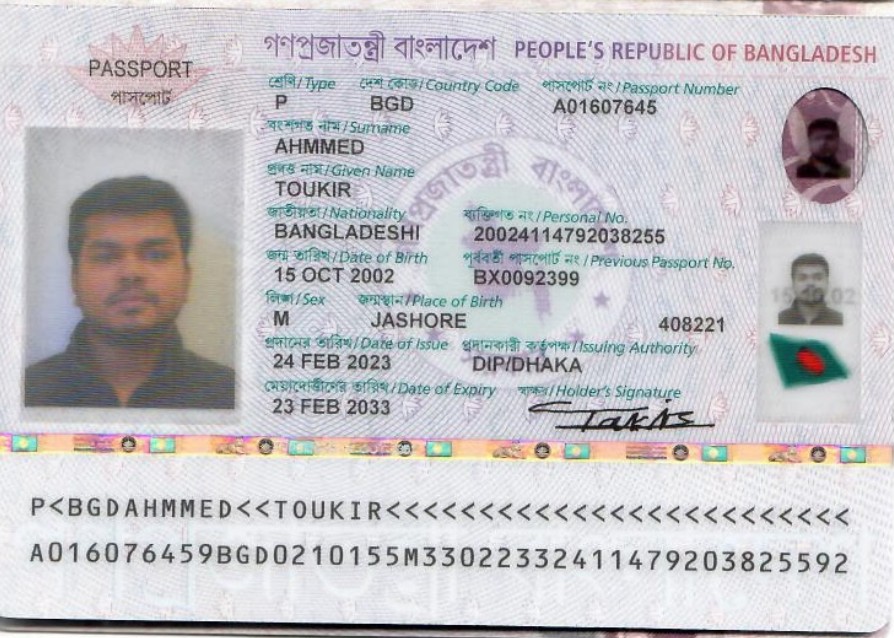 গণপ্রজাতন্ত্রী বাংলাদেশ PEOPLE'S REPUBLIC OF BANGLADESH
PASSPORT
পাসপোর্ট
শ্রেণি/Type দেশ কোড/Country Code পাসপোর্ট নং/Passport Number
P BGD A01607645
বংশগত নাম/Surname
AHMMED
প্রদত্ত নাম/Given Name
TOUKIR
জাতীয়তা/Nationality ব্যক্তিগত নং/Personal No.
BANGLADESHI 20024114792038255
জন্ম তারিখ/Date of Birth পূর্ববর্তী পাসপোর্ট নং/Previous Passport No.
15 OCT 2002 BX0092399
লিঙ্গ/Sex জন্মস্থান/Place of Birth
M JASHORE 408221
প্রদানের তারিখ/Date of Issue প্রদানকারী কর্তৃপক্ষ/Issuing Authority
24 FEB 2023 DIP/DHAKA
মেয়াদোত্তীর্ণের তারিখ/Date of Expiry স্বাক্ষর/Holder's Signature
23 FEB 2033
P<BGDAHMMED<<TOUKIR<<<<<<<<<<<<<<<<<<<<<<<<<
A016076459BGD0210155M33022332411479203825592